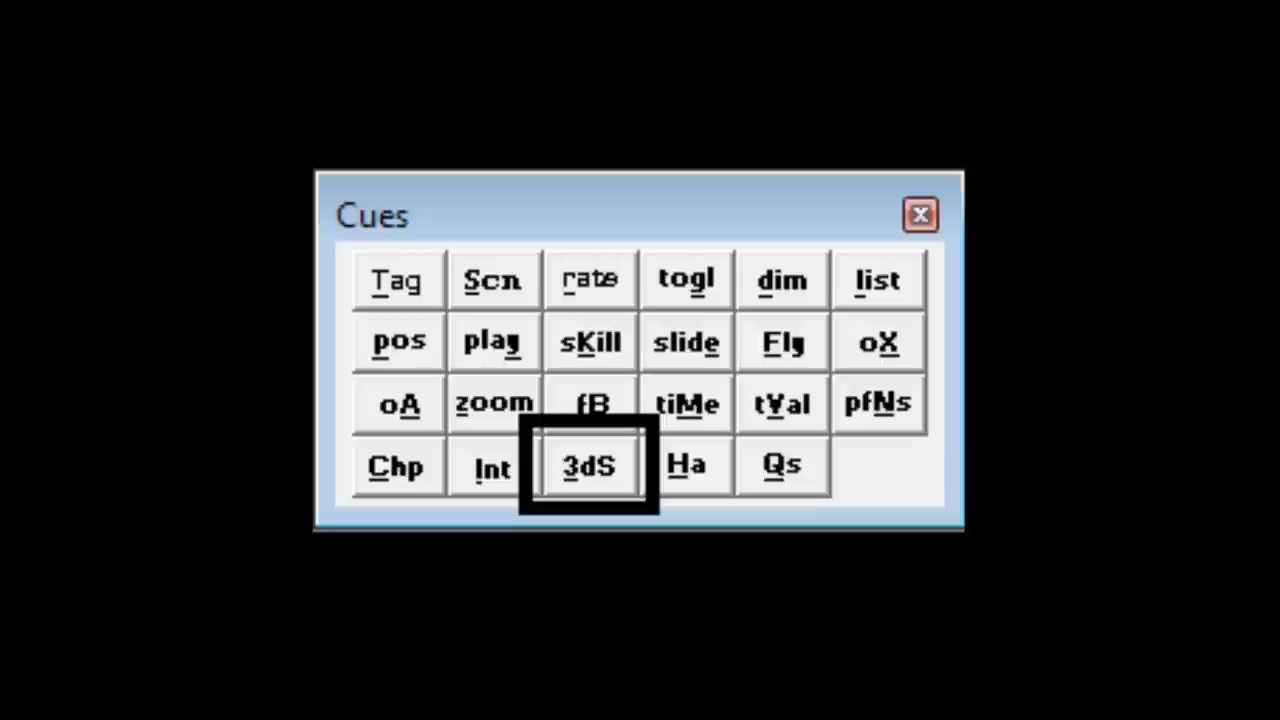 Cues
Tag Scn rate togl dim list
pos play sKill slide Fly oX
oA zoom fB tiMe tVal pfNs
Chp Int 3dS Ha Qs